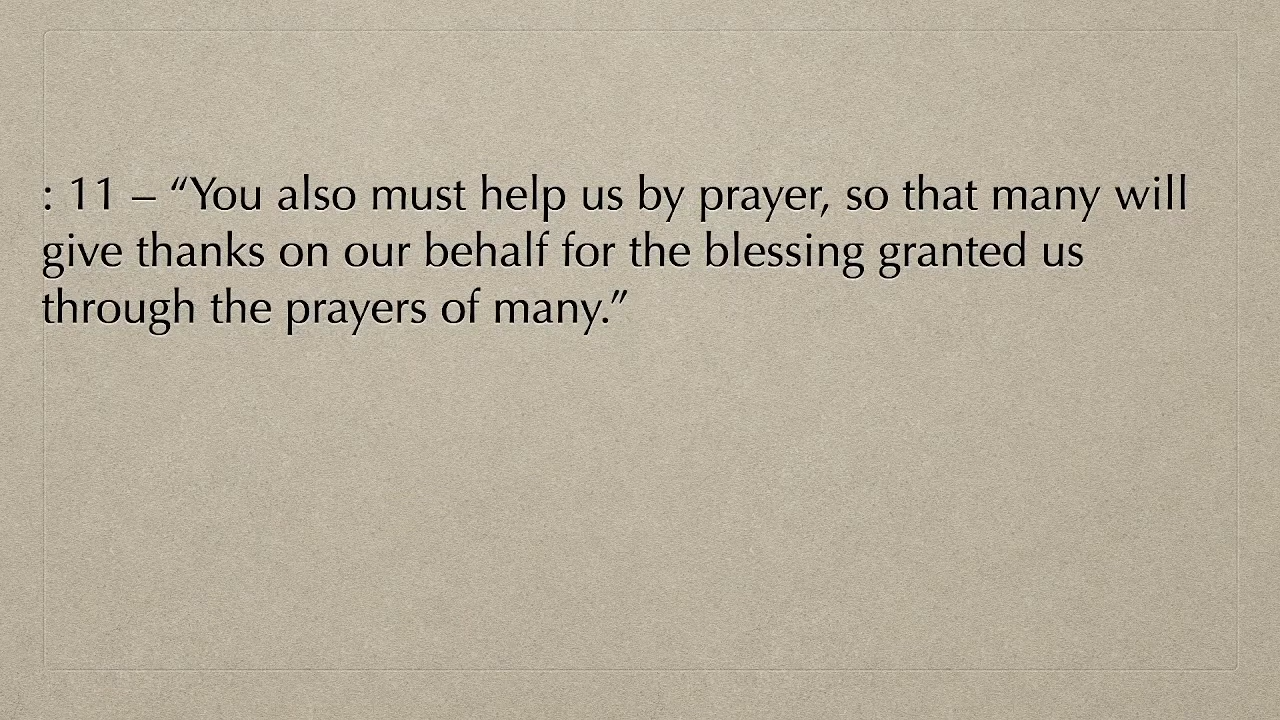 : 11 – “You also must help us by prayer, so that many will
give thanks on our behalf for the blessing granted us
through the prayers of many.”